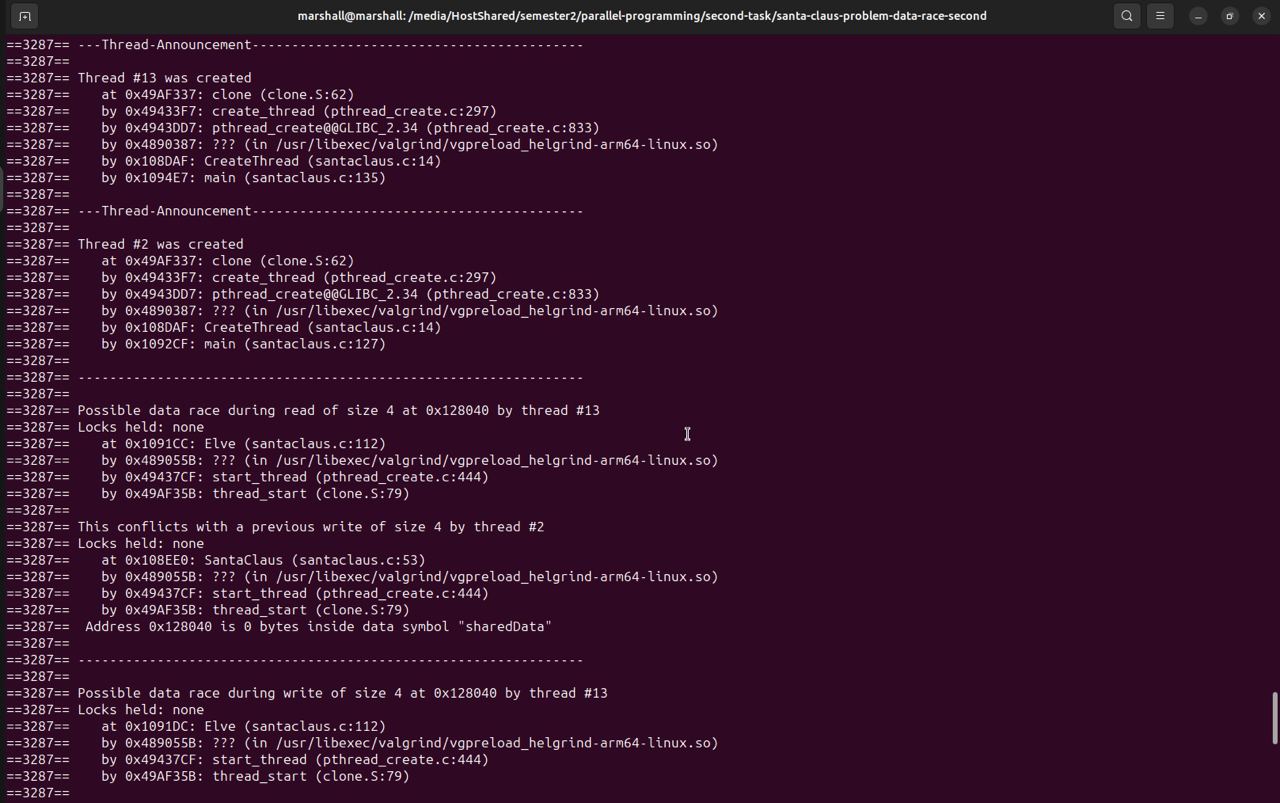 marshall@marshall: /media/HostShared/semester2/parallel-programming/second-task/santa-claus-problem-data-race-second
==3287== ---Thread-Announcement------------------------------------------
==3287==
==3287== Thread #13 was created
==3287==    at 0x49AF337: clone (clone.S:62)
==3287==    by 0x49433F7: create_thread (pthread_create.c:297)
==3287==    by 0x4943DD7: pthread_create@@GLIBC_2.34 (pthread_create.c:833)
==3287==    by 0x4890387: ??? (in /usr/libexec/valgrind/vgpreload_helgrind-arm64-linux.so)
==3287==    by 0x108DAF: CreateThread (santaclaus.c:14)
==3287==    by 0x1094E7: main (santaclaus.c:135)
==3287==
==3287== ---Thread-Announcement------------------------------------------
==3287==
==3287== Thread #2 was created
==3287==    at 0x49AF337: clone (clone.S:62)
==3287==    by 0x49433F7: create_thread (pthread_create.c:297)
==3287==    by 0x4943DD7: pthread_create@@GLIBC_2.34 (pthread_create.c:833)
==3287==    by 0x4890387: ??? (in /usr/libexec/valgrind/vgpreload_helgrind-arm64-linux.so)
==3287==    by 0x108DAF: CreateThread (santaclaus.c:14)
==3287==    by 0x1092CF: main (santaclaus.c:127)
==3287==
==3287== ----------------------------------------------------------------
==3287==
==3287== Possible data race during read of size 4 at 0x128040 by thread #13
==3287== Locks held: none
==3287==    at 0x1091CC: Elve (santaclaus.c:112)
==3287==    by 0x489055B: ??? (in /usr/libexec/valgrind/vgpreload_helgrind-arm64-linux.so)
==3287==    by 0x49437CF: start_thread (pthread_create.c:444)
==3287==    by 0x49AF35B: thread_start (clone.S:79)
==3287==
==3287== This conflicts with a previous write of size 4 by thread #2
==3287== Locks held: none
==3287==    at 0x108EE0: SantaClaus (santaclaus.c:53)
==3287==    by 0x489055B: ??? (in /usr/libexec/valgrind/vgpreload_helgrind-arm64-linux.so)
==3287==    by 0x49437CF: start_thread (pthread_create.c:444)
==3287==    by 0x49AF35B: thread_start (clone.S:79)
==3287==  Address 0x128040 is 0 bytes inside data symbol "sharedData"
==3287==
==3287== ----------------------------------------------------------------
==3287==
==3287== Possible data race during write of size 4 at 0x128040 by thread #13
==3287== Locks held: none
==3287==    at 0x1091DC: Elve (santaclaus.c:112)
==3287==    by 0x489055B: ??? (in /usr/libexec/valgrind/vgpreload_helgrind-arm64-linux.so)
==3287==    by 0x49437CF: start_thread (pthread_create.c:444)
==3287==    by 0x49AF35B: thread_start (clone.S:79)
==3287==